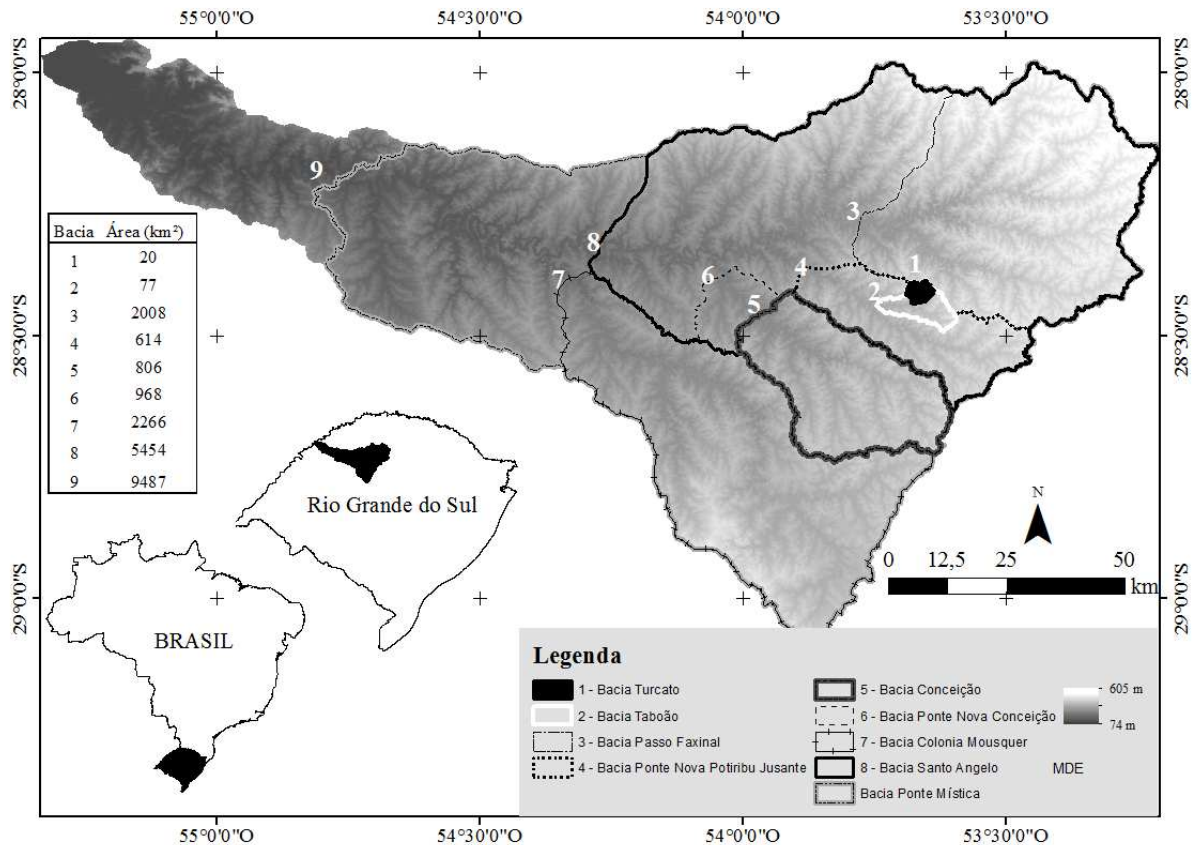 55°0'0"O 54°30'0"O 54°0'0"O 53°30'0"O
28°0'0"S 28°0'0"S
28°30'0"S 28°30'0"S
29°0'0"S 29°0'0"S
9
8
7
6
5
4
3
1
2
Bacia Área (km²)
1 20
2 77
3 2008
4 614
5 806
6 968
7 2266
8 5454
9 9487
Rio Grande do Sul
BRASIL
N
0 12,5 25 50
km
Legenda
1 - Bacia Turcato
2 - Bacia Taboão
3 - Bacia Passo Faxinal
4 - Bacia Ponte Nova Potiribu Jusante
5 - Bacia Conceição
6 - Bacia Ponte Nova Conceição
7 - Bacia Colonia Mousquer
8 - Bacia Santo Angelo
Bacia Ponte Mística
605 m
74 m
MDE
55°0'0"O 54°30'0"O 54°0'0"O 53°30'0"O